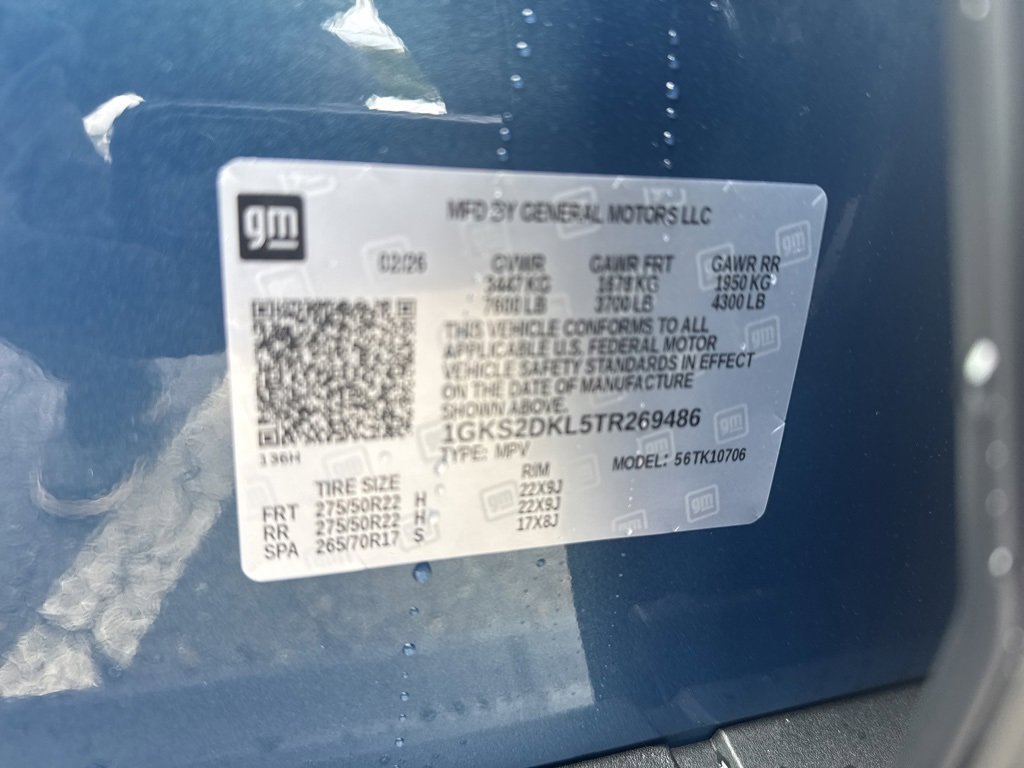 gm
MFD BY GENERAL MOTORS LLC
02/26 GVWR GAWR FRT GAWR RR
3447 KG 1678 KG 1950 KG
7600 LB 3700 LB 4300 LB
THIS VEHICLE CONFORMS TO ALL
APPLICABLE U.S. FEDERAL MOTOR
VEHICLE SAFETY STANDARDS IN EFFECT
ON THE DATE OF MANUFACTURE
SHOWN ABOVE.
1GKS2DKL5TR269486
TYPE: MPV MODEL: 56TK10706
136H
TIRE SIZE RIM
FRT 275/50R22 H 22X9J
RR 275/50R22 H 22X9J
SPA 265/70R17 S 17X8J